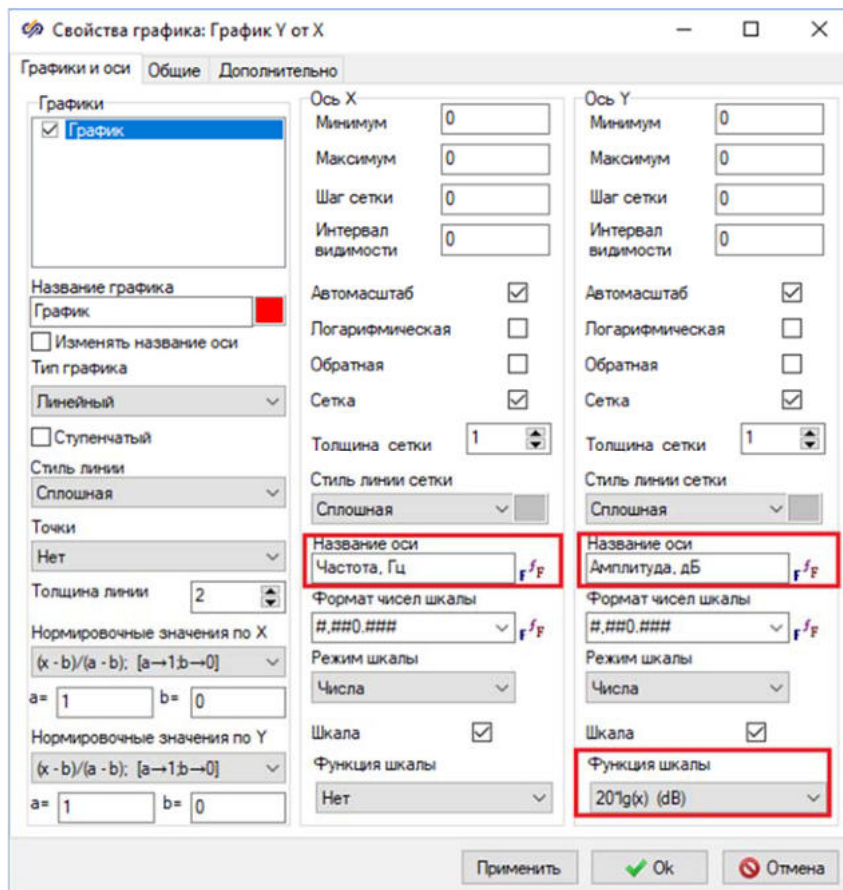 Свойства графика: График Y от X
Графики и оси Общие Дополнительно
Графики
График
Название графика
График
Изменять название оси
Тип графика
Линейный
Ступенчатый
Стиль линии
Сплошная
Точки
Нет
Толщина линии 2
Нормировочные значения по X
(x - b)/(a - b); [a→1;b→0]
a= 1 b= 0
Нормировочные значения по Y
(x - b)/(a - b); [a→1;b→0]
a= 1 b= 0
Ось X
Минимум 0
Максимум 0
Шаг сетки 0
Интервал
видимости 0
Автомасштаб
Логарифмическая
Обратная
Сетка
Толщина сетки 1
Стиль линии сетки
Сплошная
Название оси
Частота, Гц FfF
Формат чисел шкалы
#,##0.### FfF
Режим шкалы
Числа
Шкала
Функция шкалы
Нет
Ось Y
Минимум 0
Максимум 0
Шаг сетки 0
Интервал
видимости 0
Автомасштаб
Логарифмическая
Обратная
Сетка
Толщина сетки 1
Стиль линии сетки
Сплошная
Название оси
Амплитуда, дБ FfF
Формат чисел шкалы
#,##0.### FfF
Режим шкалы
Числа
Шкала
Функция шкалы
20*lg(x) (dB)
Применить Ok Отмена